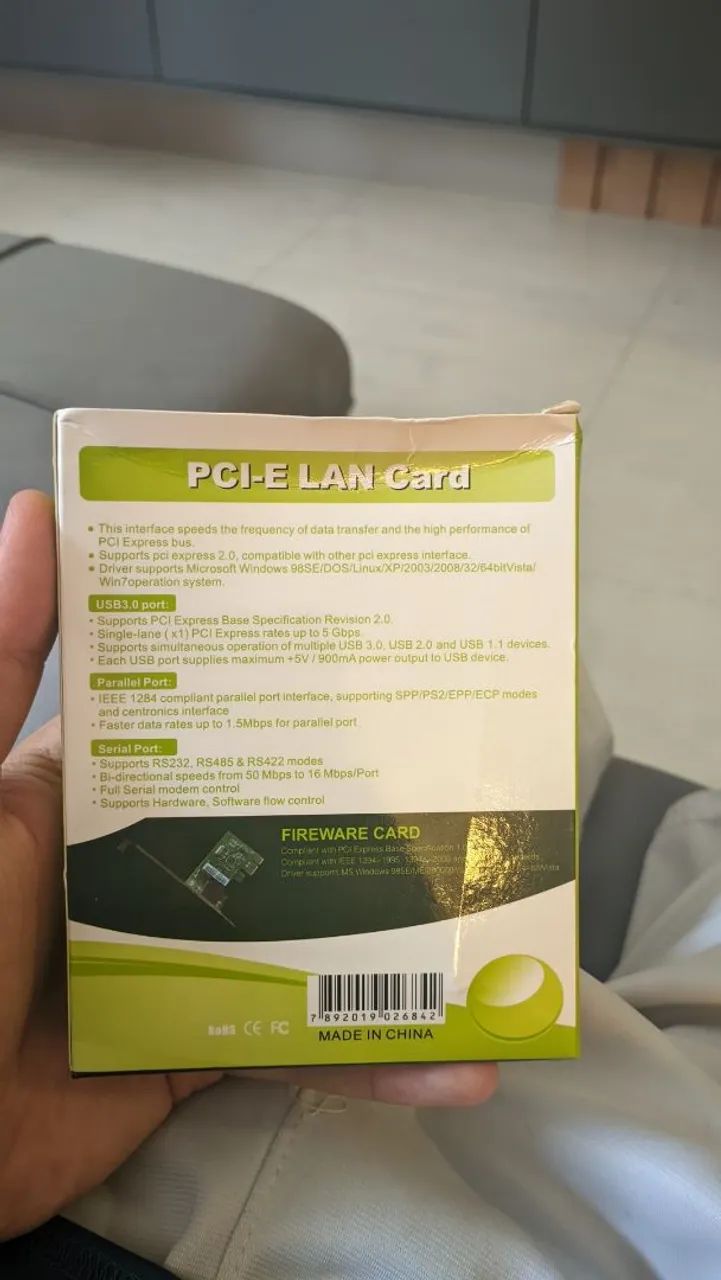 PCI-E LAN Card
• This interface speeds the frequency of data transfer and the high performance of
PCI Express bus.
• Supports pci express 2.0, compatible with other pci express interface.
• Driver supports Microsoft Windows 98SE/DOS/Linux/XP/2003/2008/32/64bitVista/
Win7operation system.
USB3.0 port:
• Supports PCI Express Base Specification Revision 2.0.
• Single-lane ( x1) PCI Express rates up to 5 Gbps.
• Supports simultaneous operation of multiple USB 3.0, USB 2.0 and USB 1.1 devices.
• Each USB port supplies maximum +5V / 900mA power output to USB device.
Parallel Port:
• IEEE 1284 compliant parallel port interface, supporting SPP/PS2/EPP/ECP modes
and centronics interface
• Faster data rates up to 1.5Mbps for parallel port
Serial Port:
• Supports RS232, RS485 & RS422 modes
• Bi-directional speeds from 50 Mbps to 16 Mbps/Port
• Full Serial modem control
• Supports Hardware, Software flow control
FIREWARE CARD
Compliant with PCI Express Base Specification
Compliant with IEEE 1394-1995,
Driver supports MS Windows
7 892019 026842
RoHS CE FC
MADE IN CHINA